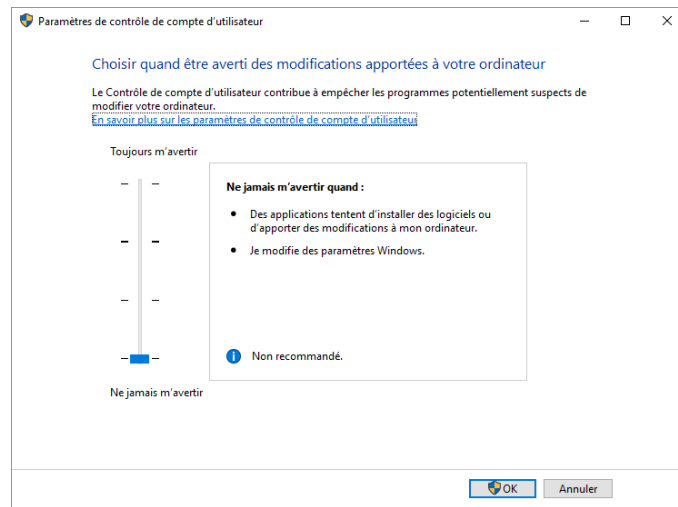 Paramètres de contrôle de compte d'utilisateur
Choisir quand être averti des modifications apportées à votre ordinateur
Le Contrôle de compte d'utilisateur contribue à empêcher les programmes potentiellement suspects de
modifier votre ordinateur.
En savoir plus sur les paramètres de contrôle de compte d'utilisateur
Toujours m'avertir
Ne jamais m'avertir quand :
• Des applications tentent d'installer des logiciels ou
d'apporter des modifications à mon ordinateur.
• Je modifie des paramètres Windows.
Non recommandé.
Ne jamais m'avertir
OK Annuler